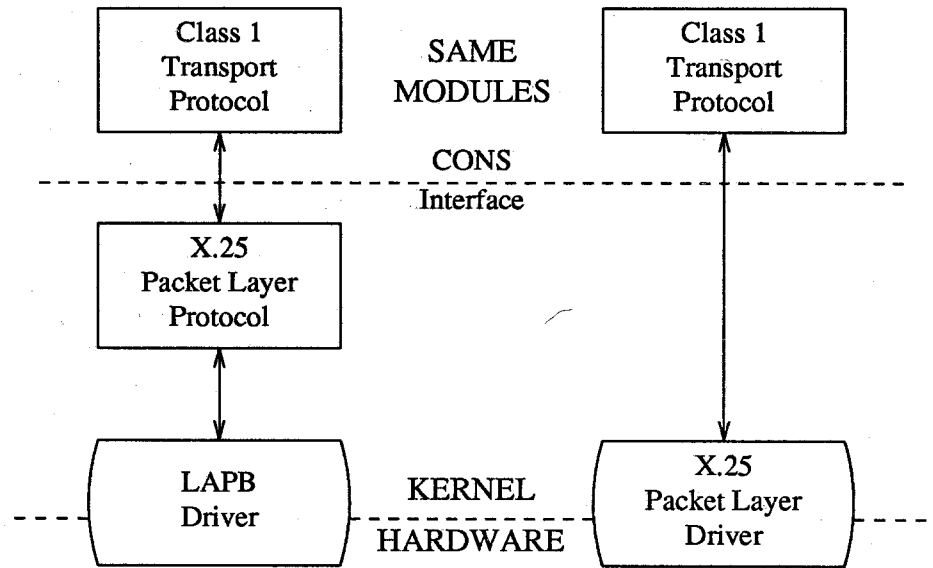 Class 1
Transport
Protocol
SAME
MODULES
Class 1
Transport
Protocol
CONS
Interface
X.25
Packet Layer
Protocol
LAPB
Driver
KERNEL
HARDWARE
X.25
Packet Layer
Driver